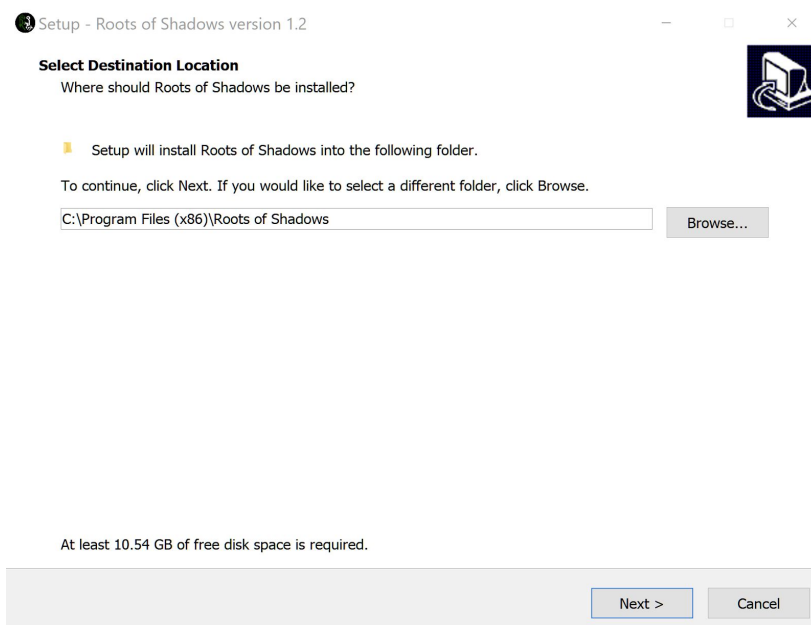 Setup - Roots of Shadows version 1.2
Select Destination Location
Where should Roots of Shadows be installed?
Setup will install Roots of Shadows into the following folder.
To continue, click Next. If you would like to select a different folder, click Browse.
C:\Program Files (x86)\Roots of Shadows
Browse...
At least 10.54 GB of free disk space is required.
Next >
Cancel